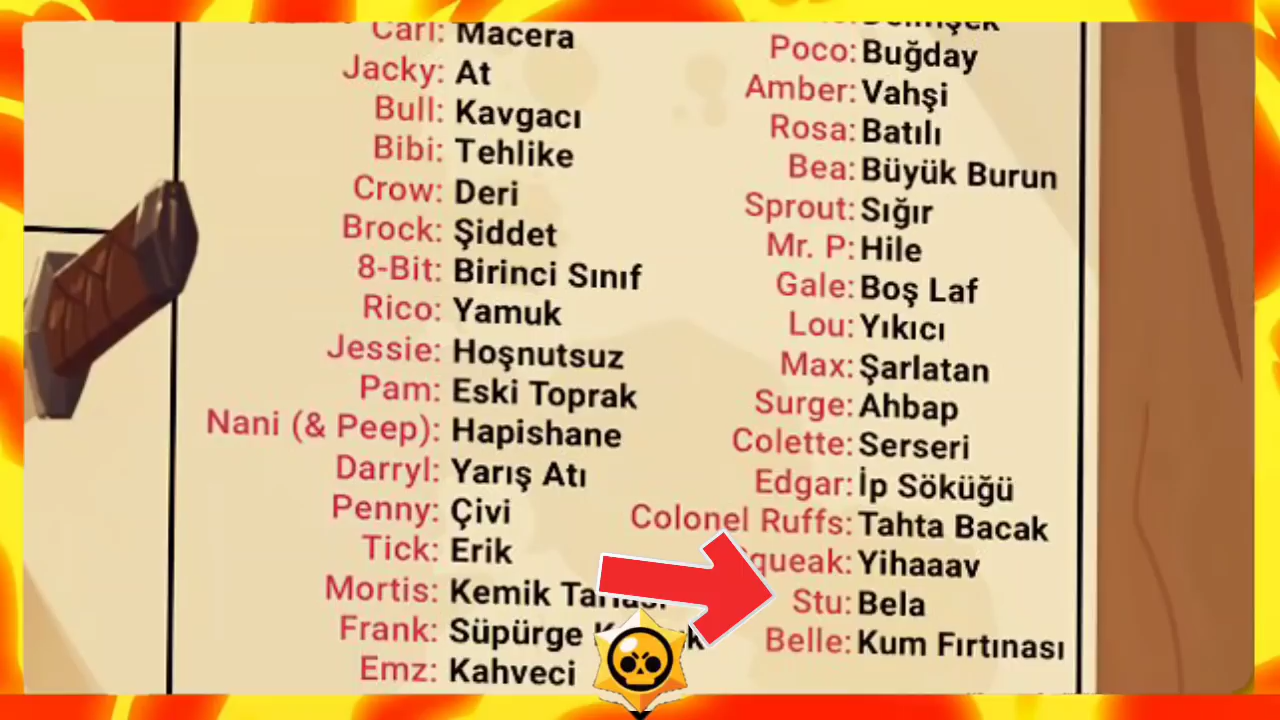 Carl: Macera
Jacky: At
Bull: Kavgacı
Bibi: Tehlike
Crow: Deri
Brock: Şiddet
8-Bit: Birinci Sınıf
Rico: Yamuk
Jessie: Hoşnutsuz
Pam: Eski Toprak
Nani (& Peep): Hapishane
Darryl: Yarış Atı
Penny: Çivi
Tick: Erik
Mortis: Kemik
Frank: Süpürge
Emz: Kahveci
Poco: Buğday
Amber: Vahşi
Rosa: Batılı
Bea: Büyük Burun
Sprout: Sığır
Mr. P: Hile
Gale: Boş Laf
Lou: Yıkıcı
Max: Şarlatan
Surge: Ahbap
Colette: Serseri
Edgar: İp Söküğü
Colonel Ruffs: Tahta Bacak
queak: Yihaaav
Stu: Bela
Belle: Kum Fırtınası